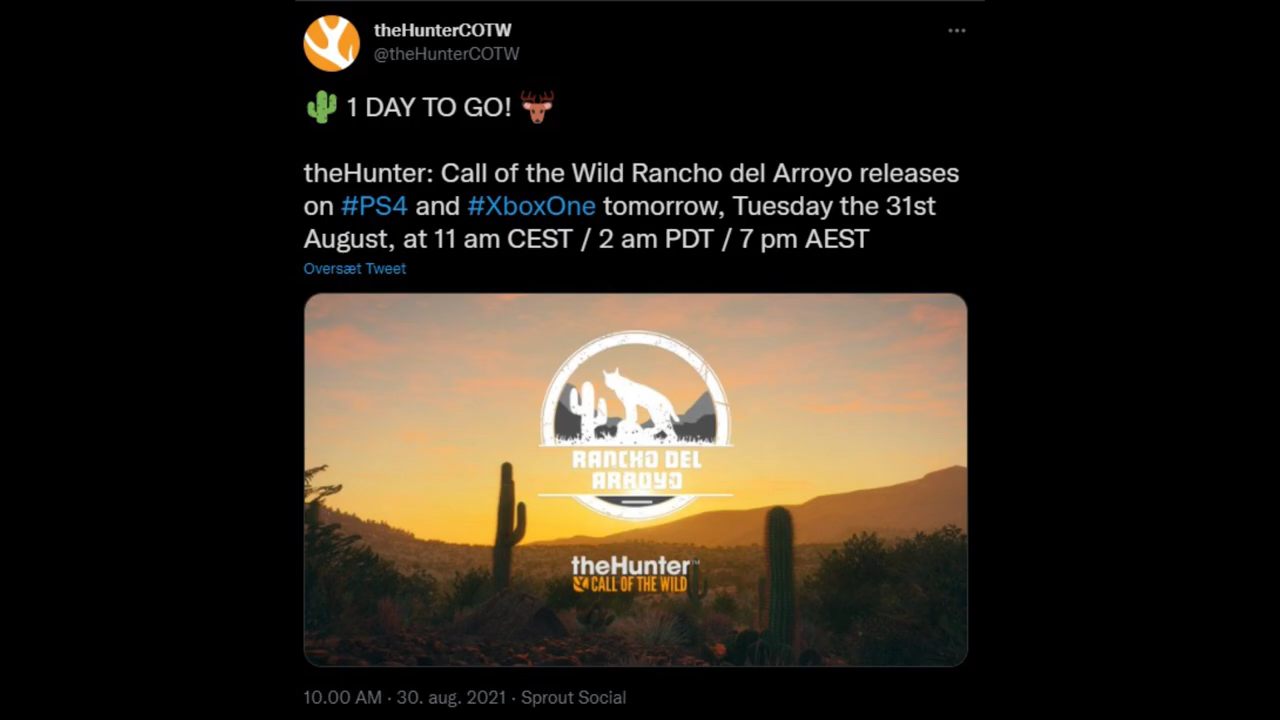 theHunterCOTW
@theHunterCOTW
🌵 1 DAY TO GO! 🦌
theHunter: Call of the Wild Rancho del Arroyo releases
on #PS4 and #XboxOne tomorrow, Tuesday the 31st
August, at 11 am CEST / 2 am PDT / 7 pm AEST
Oversæt Tweet
RANCHO DEL
ARROYO
theHunter™
CALL OF THE WILD
10.00 AM · 30. aug. 2021 · Sprout Social